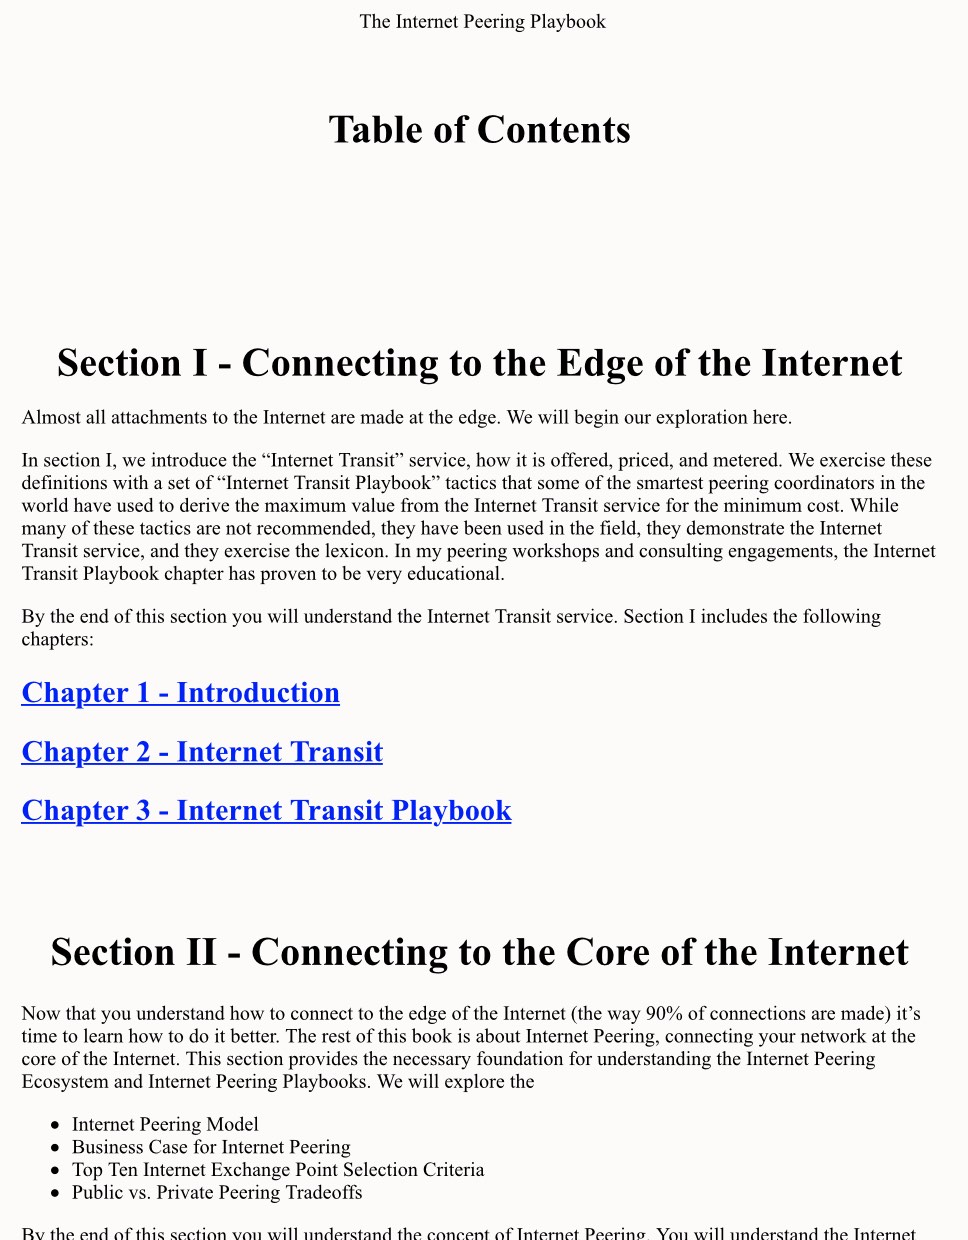 The Internet Peering Playbook
Table of Contents
Section I - Connecting to the Edge of the Internet
Almost all attachments to the Internet are made at the edge. We will begin our exploration here.
In section I, we introduce the “Internet Transit” service, how it is offered, priced, and metered. We exercise these
definitions with a set of “Internet Transit Playbook” tactics that some of the smartest peering coordinators in the
world have used to derive the maximum value from the Internet Transit service for the minimum cost. While
many of these tactics are not recommended, they have been used in the field, they demonstrate the Internet
Transit service, and they exercise the lexicon. In my peering workshops and consulting engagements, the Internet
Transit Playbook chapter has proven to be very educational.
By the end of this section you will understand the Internet Transit service. Section I includes the following
chapters:
Chapter 1 - Introduction
Chapter 2 - Internet Transit
Chapter 3 - Internet Transit Playbook
Section II - Connecting to the Core of the Internet
Now that you understand how to connect to the edge of the Internet (the way 90% of connections are made) it’s
time to learn how to do it better. The rest of this book is about Internet Peering, connecting your network at the
core of the Internet. This section provides the necessary foundation for understanding the Internet Peering
Ecosystem and Internet Peering Playbooks. We will explore the
• Internet Peering Model
• Business Case for Internet Peering
• Top Ten Internet Exchange Point Selection Criteria
• Public vs. Private Peering Tradeoffs
By the end of this section you will understand the concept of Internet Peering. You will understand the Internet